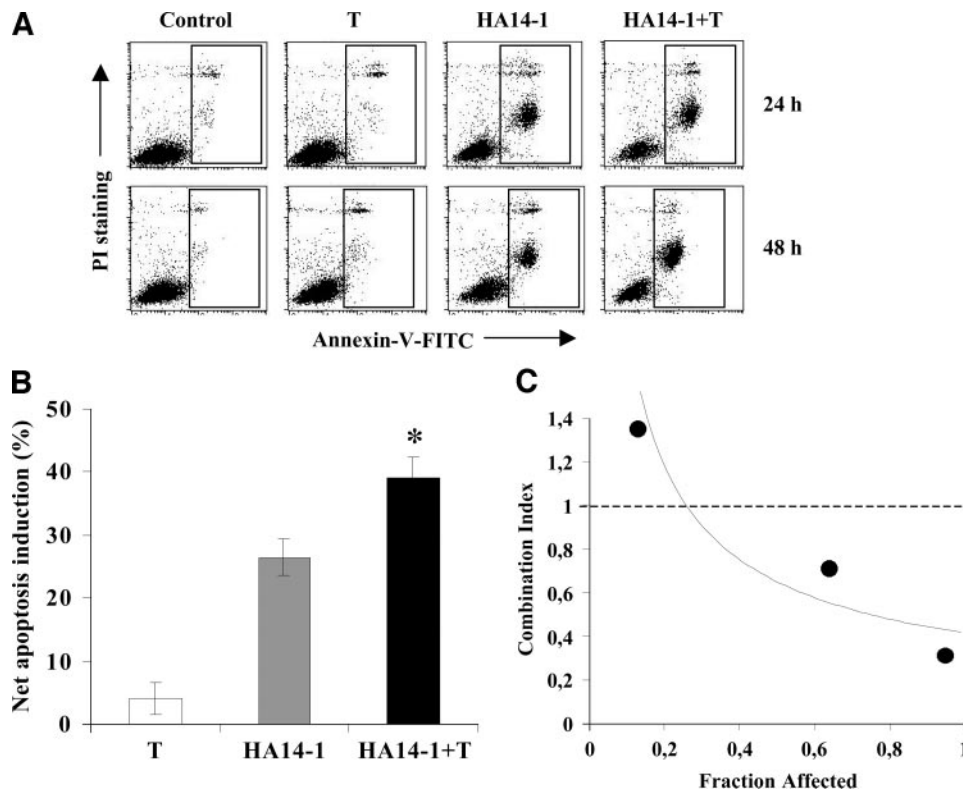 A
Control T HA14-1 HA14-1+T
24 h
48 h
PI staining
Annexin-V-FITC
B
Net apoptosis induction (%)
50
40
30
20
10
0
*
T HA14-1 HA14-1+T
C
Combination Index
1,4
1,2
1
0,8
0,6
0,4
0,2
0
0 0,2 0,4 0,6 0,8 1
Fraction Affected